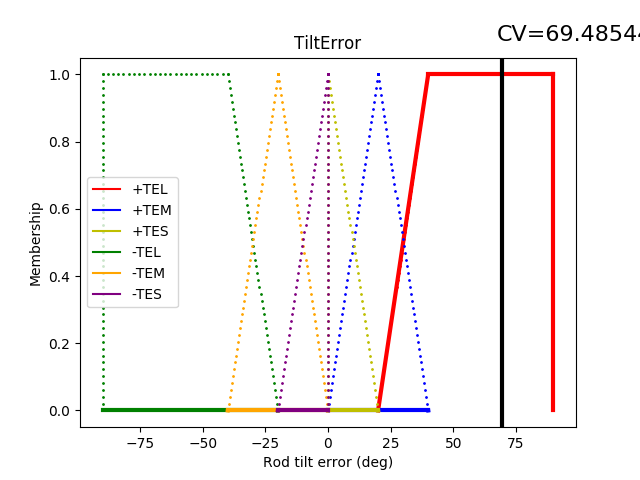 CV=69.48544
TiltError
Membership
1.0
0.8
0.6
0.4
0.2
0.0
+TEL
+TEM
+TES
-TEL
-TEM
-TES
−75 −50 −25 0 25 50 75
Rod tilt error (deg)